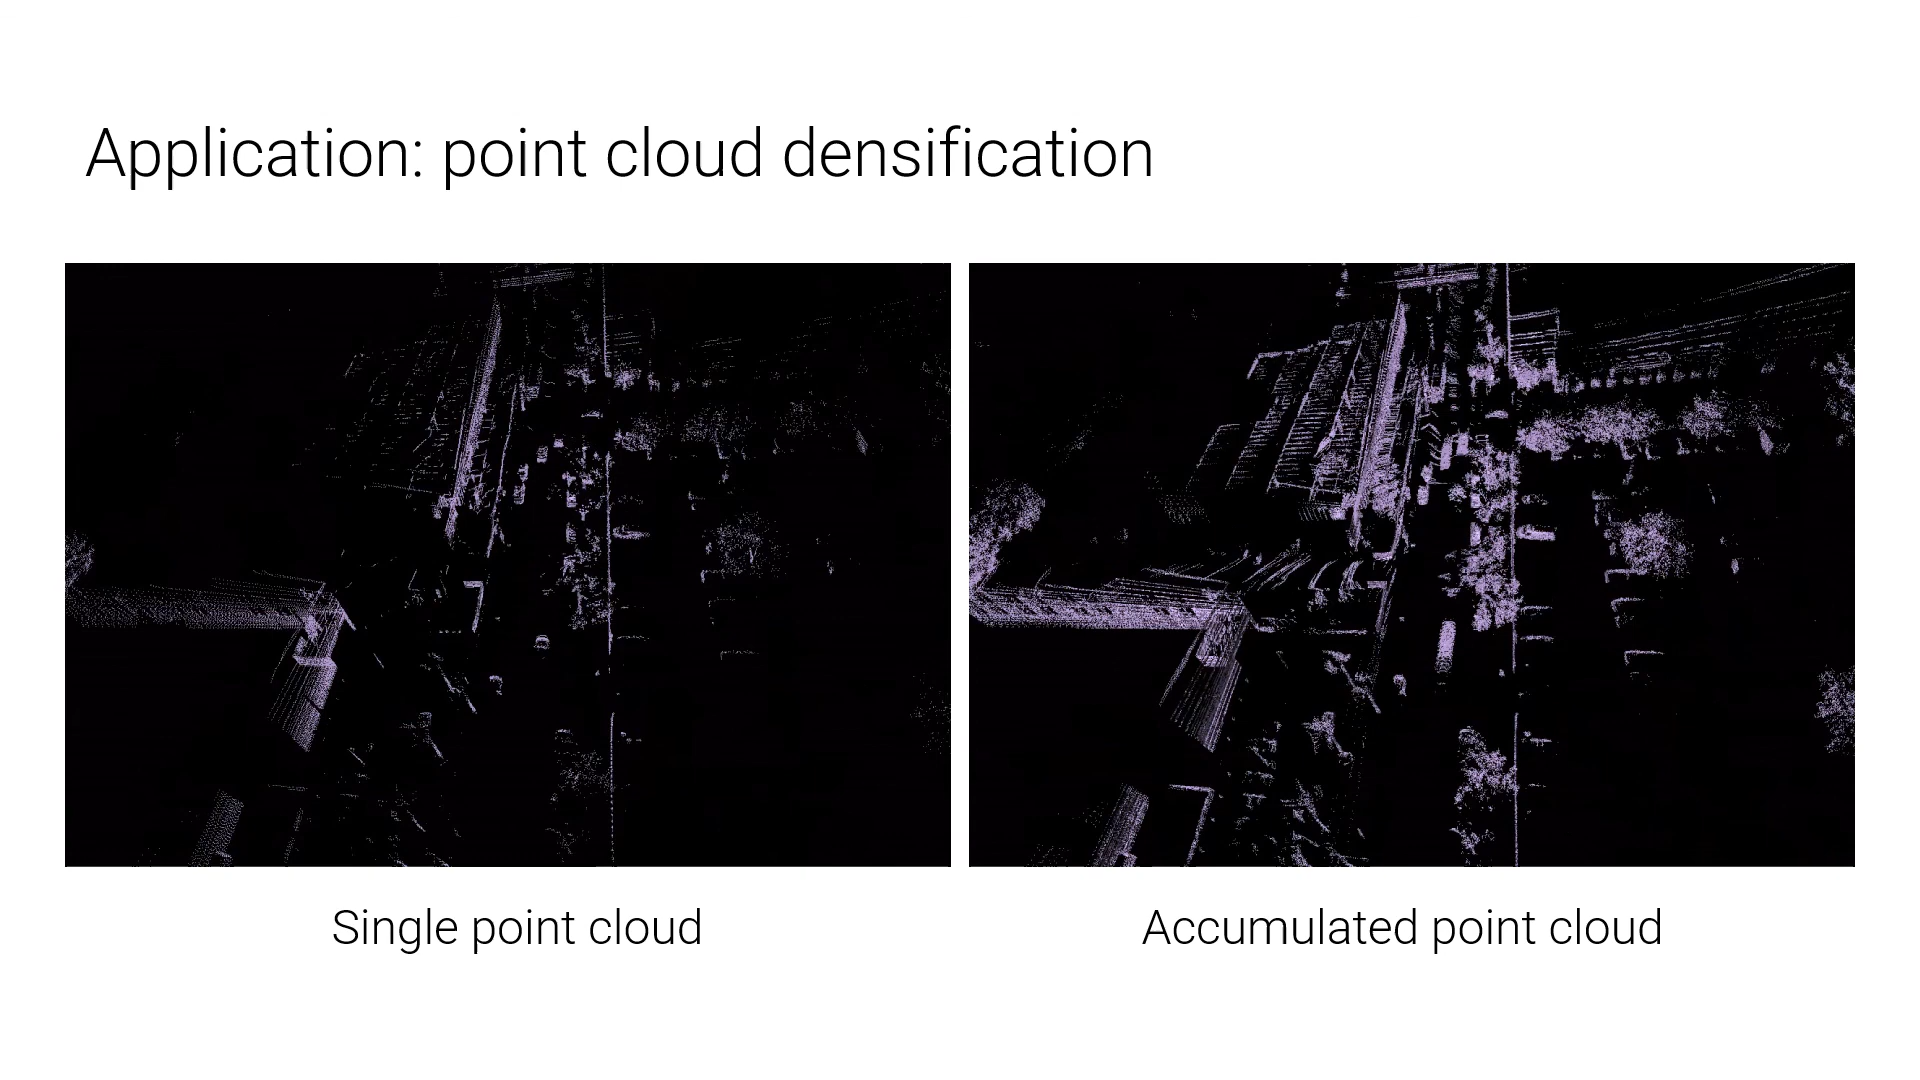 Application: point cloud densification
Single point cloud
Accumulated point cloud